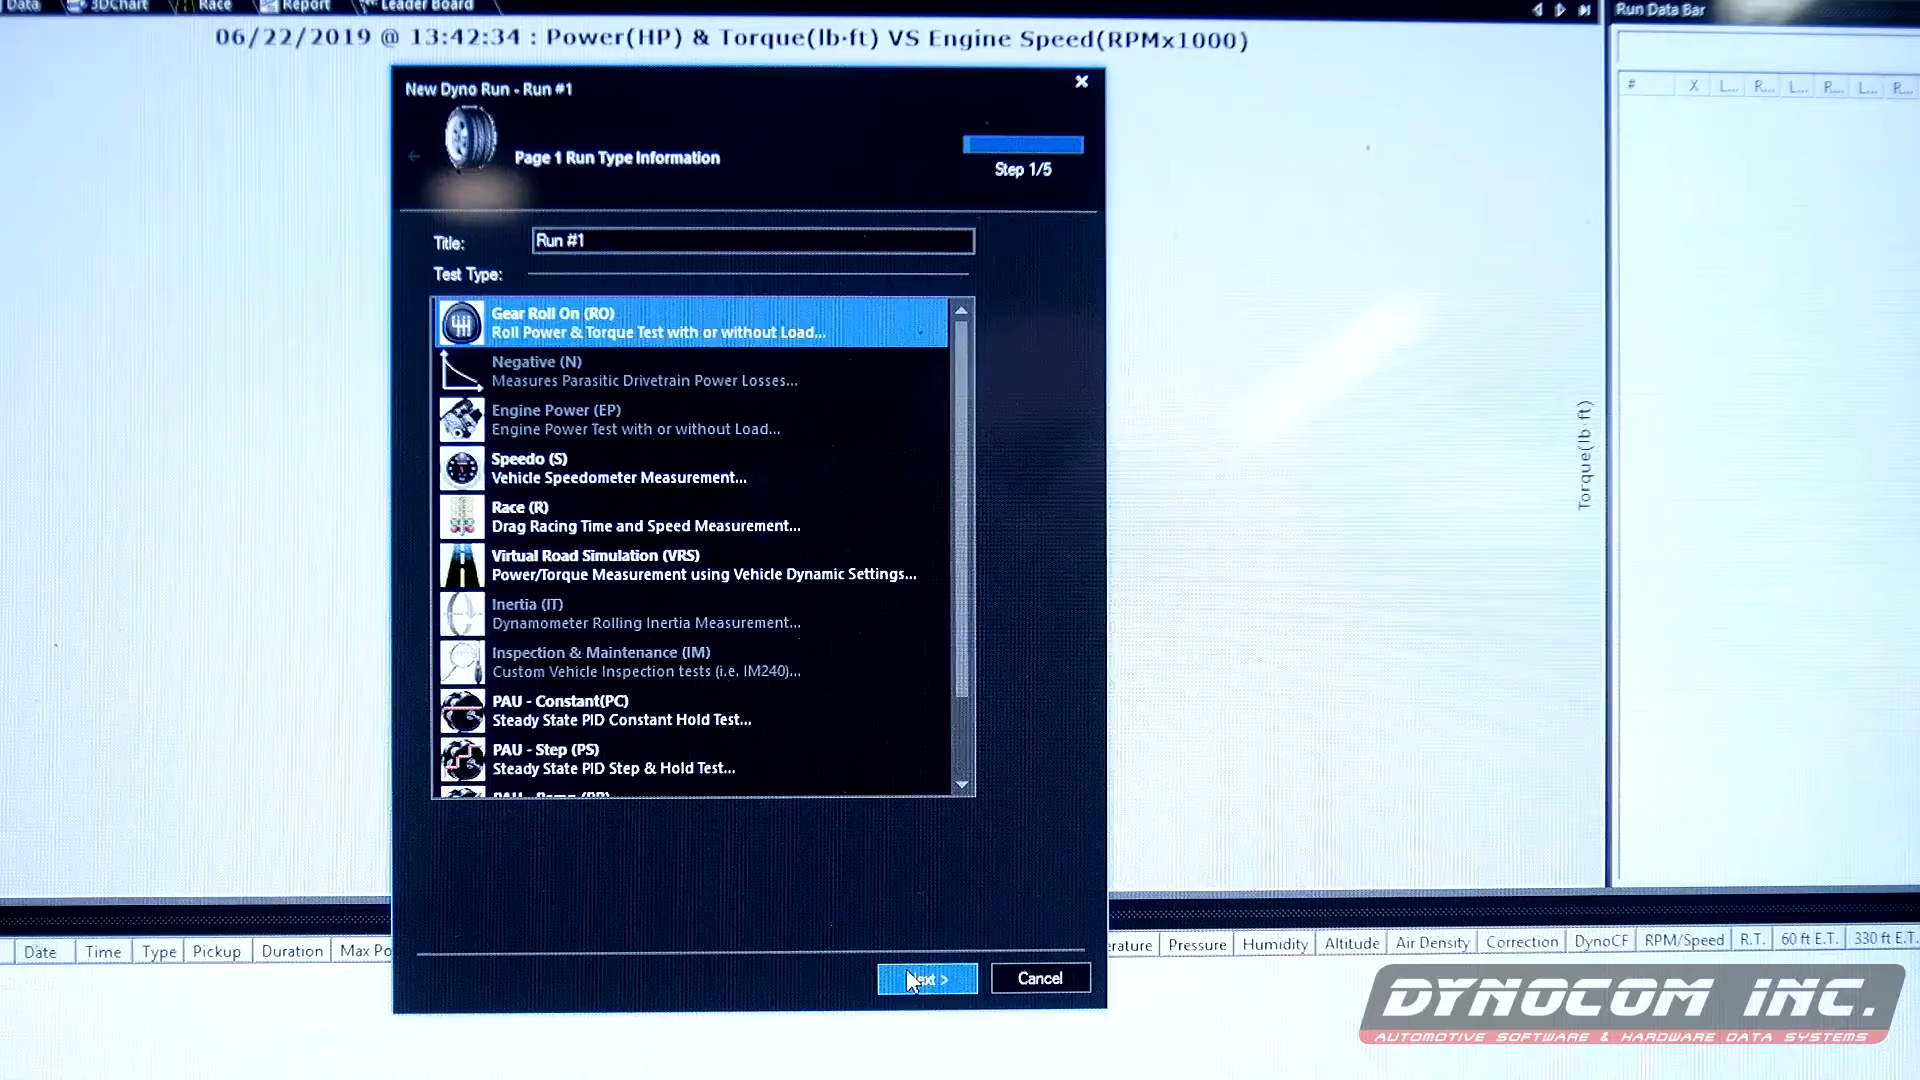 Data 3DChart Race Report Leader Board
Run Data Bar
06/22/2019 @ 13:42:34 : Power(HP) & Torque(lb·ft) VS Engine Speed(RPMx1000)
# X L... R... L... R... L... R...
New Dyno Run - Run #1
Page 1 Run Type Information
Step 1/5
Title: Run #1
Test Type:
Gear Roll On (RO)
Roll Power & Torque Test with or without Load...
Negative (N)
Measures Parasitic Drivetrain Power Losses...
Engine Power (EP)
Engine Power Test with or without Load...
Speedo (S)
Vehicle Speedometer Measurement...
Race (R)
Drag Racing Time and Speed Measurement...
Virtual Road Simulation (VRS)
Power/Torque Measurement using Vehicle Dynamic Settings...
Inertia (IT)
Dynamometer Rolling Inertia Measurement...
Inspection & Maintenance (IM)
Custom Vehicle Inspection tests (i.e. IM240)...
PAU - Constant(PC)
Steady State PID Constant Hold Test...
PAU - Step (PS)
Steady State PID Step & Hold Test...
Torque(lb·ft)
Next > Cancel
Date Time Type Pickup Duration Max Po
erature Pressure Humidity Altitude Air Density Correction DynoCF RPM/Speed R.T. 60 ft E.T. 330 ft E.T.
DYNOCOM INC.
AUTOMOTIVE SOFTWARE & HARDWARE DATA SYSTEMS